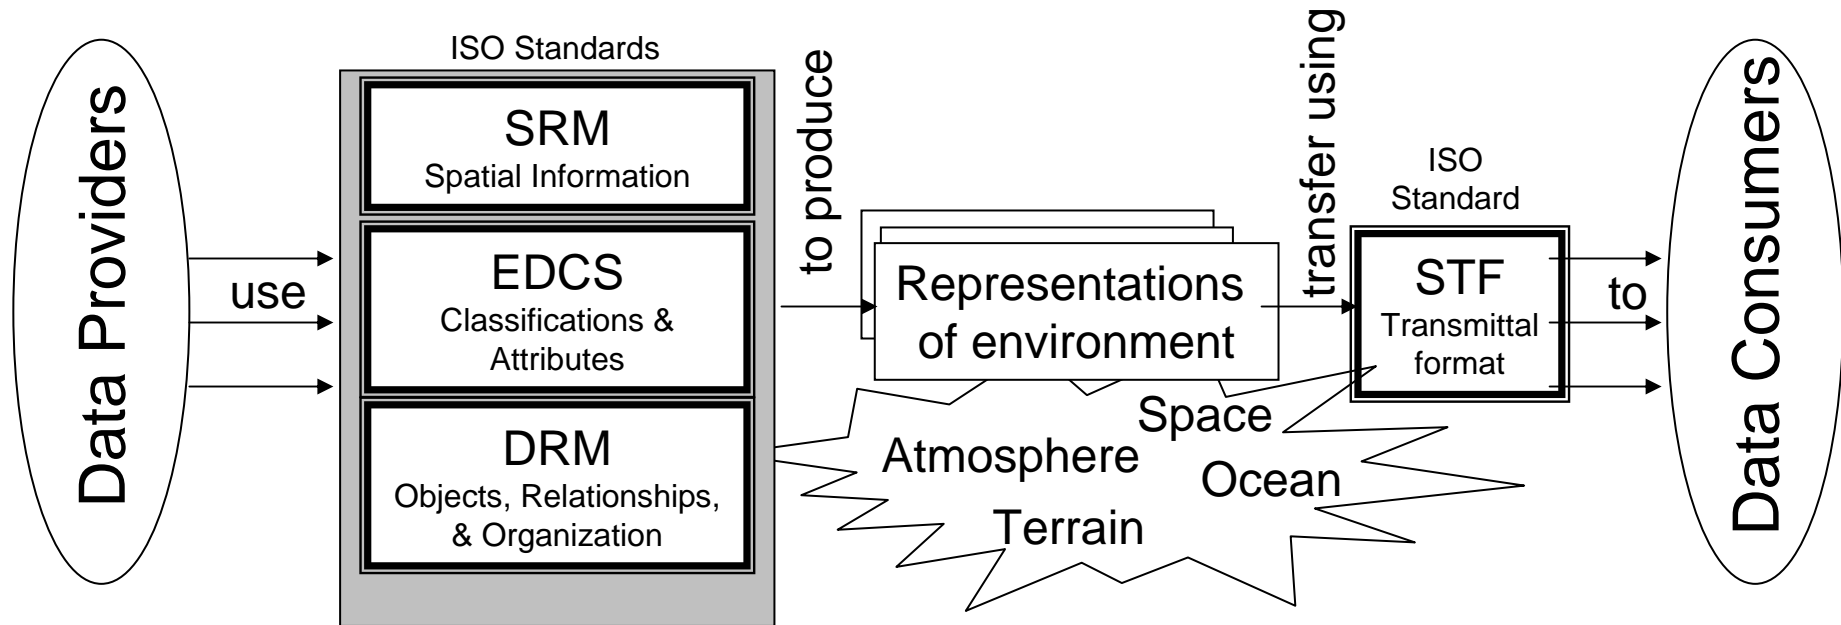 Data Providers
use
ISO Standards
SRM
Spatial Information
EDCS
Classifications &
Attributes
DRM
Objects, Relationships,
& Organization
to produce
Representations
of environment
Atmosphere
Space
Ocean
Terrain
transfer using
ISO
Standard
STF
Transmittal
format
to
Data Consumers